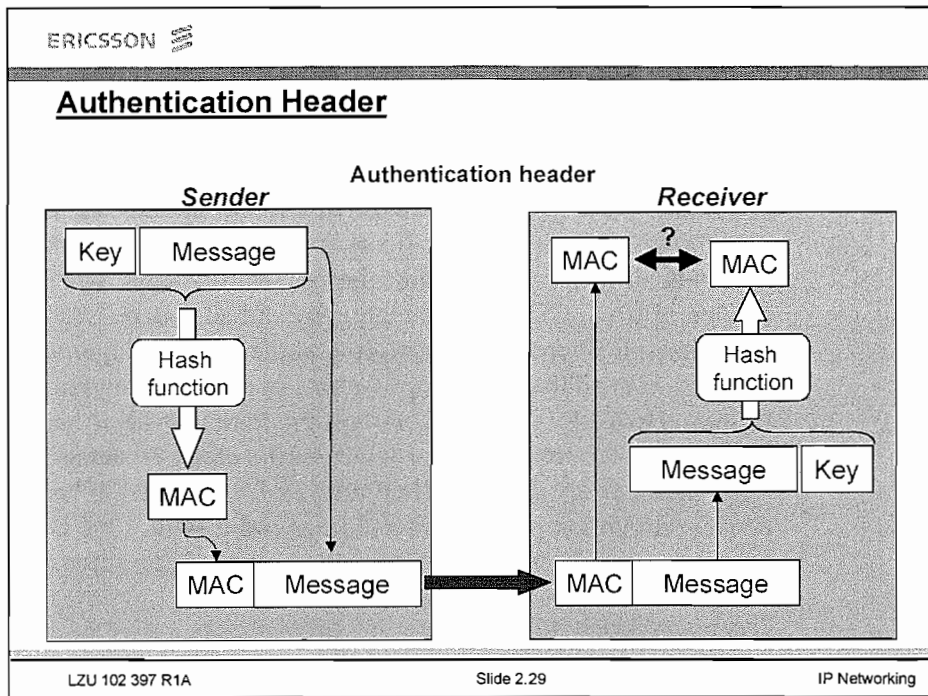 ERICSSON
Authentication Header
Authentication header
Sender
Key
Message
Hash
function
MAC
MAC
Message
Receiver
MAC
?
MAC
Hash
function
Message
Key
MAC
Message
LZU 102 397 R1A
Slide 2.29
IP Networking